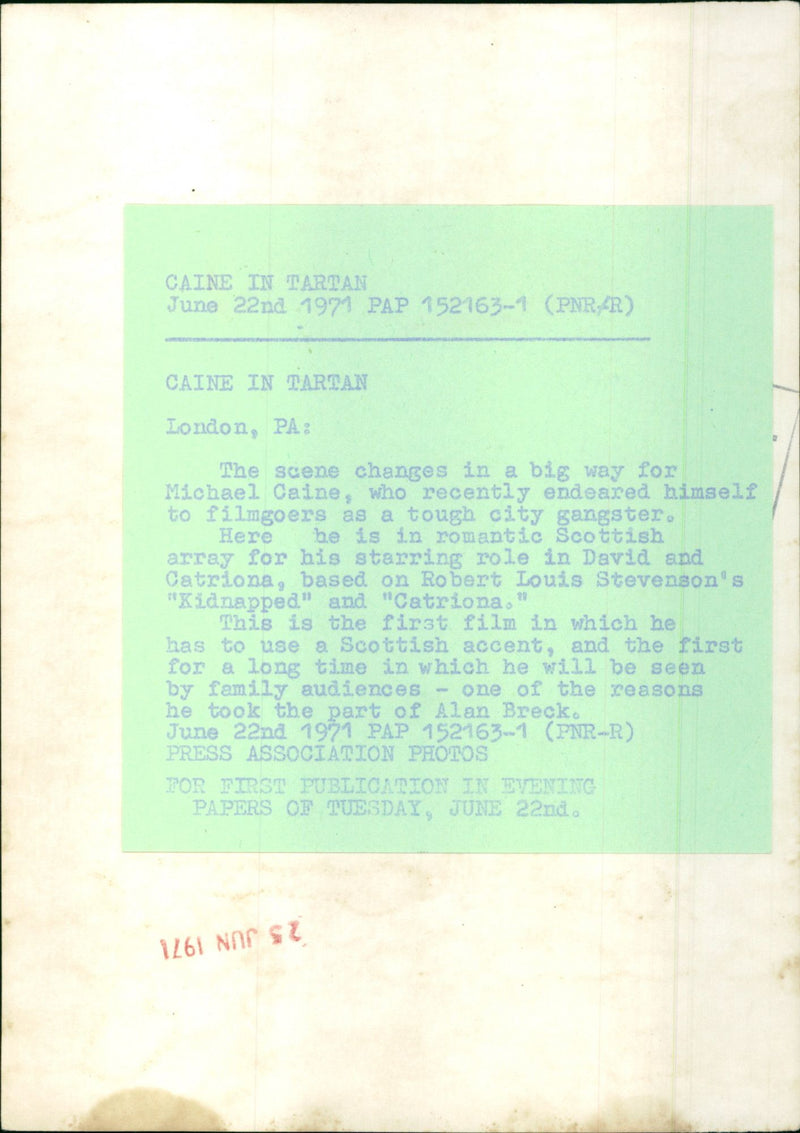 CAINE IN TARTAN
June 22nd 1971 PAP 152163-1 (PNR-R)
CAINE IN TARTAN
London, PA:
The scene changes in a big way for
Michael Caine, who recently endeared himself
to filmgoers as a tough city gangster.
Here he is in romantic Scottish
array for his starring role in David and
Catriona, based on Robert Louis Stevenson's
"Kidnapped" and "Catriona."
This is the first film in which he
has to use a Scottish accent, and the first
for a long time in which he will be seen
by family audiences - one of the reasons
he took the part of Alan Breck.
June 22nd 1971 PAP 152163-1 (PNR-R)
PRESS ASSOCIATION PHOTOS
FOR FIRST PUBLICATION IN EVENING
PAPERS OF TUESDAY, JUNE 22nd.
25 JUN 1971